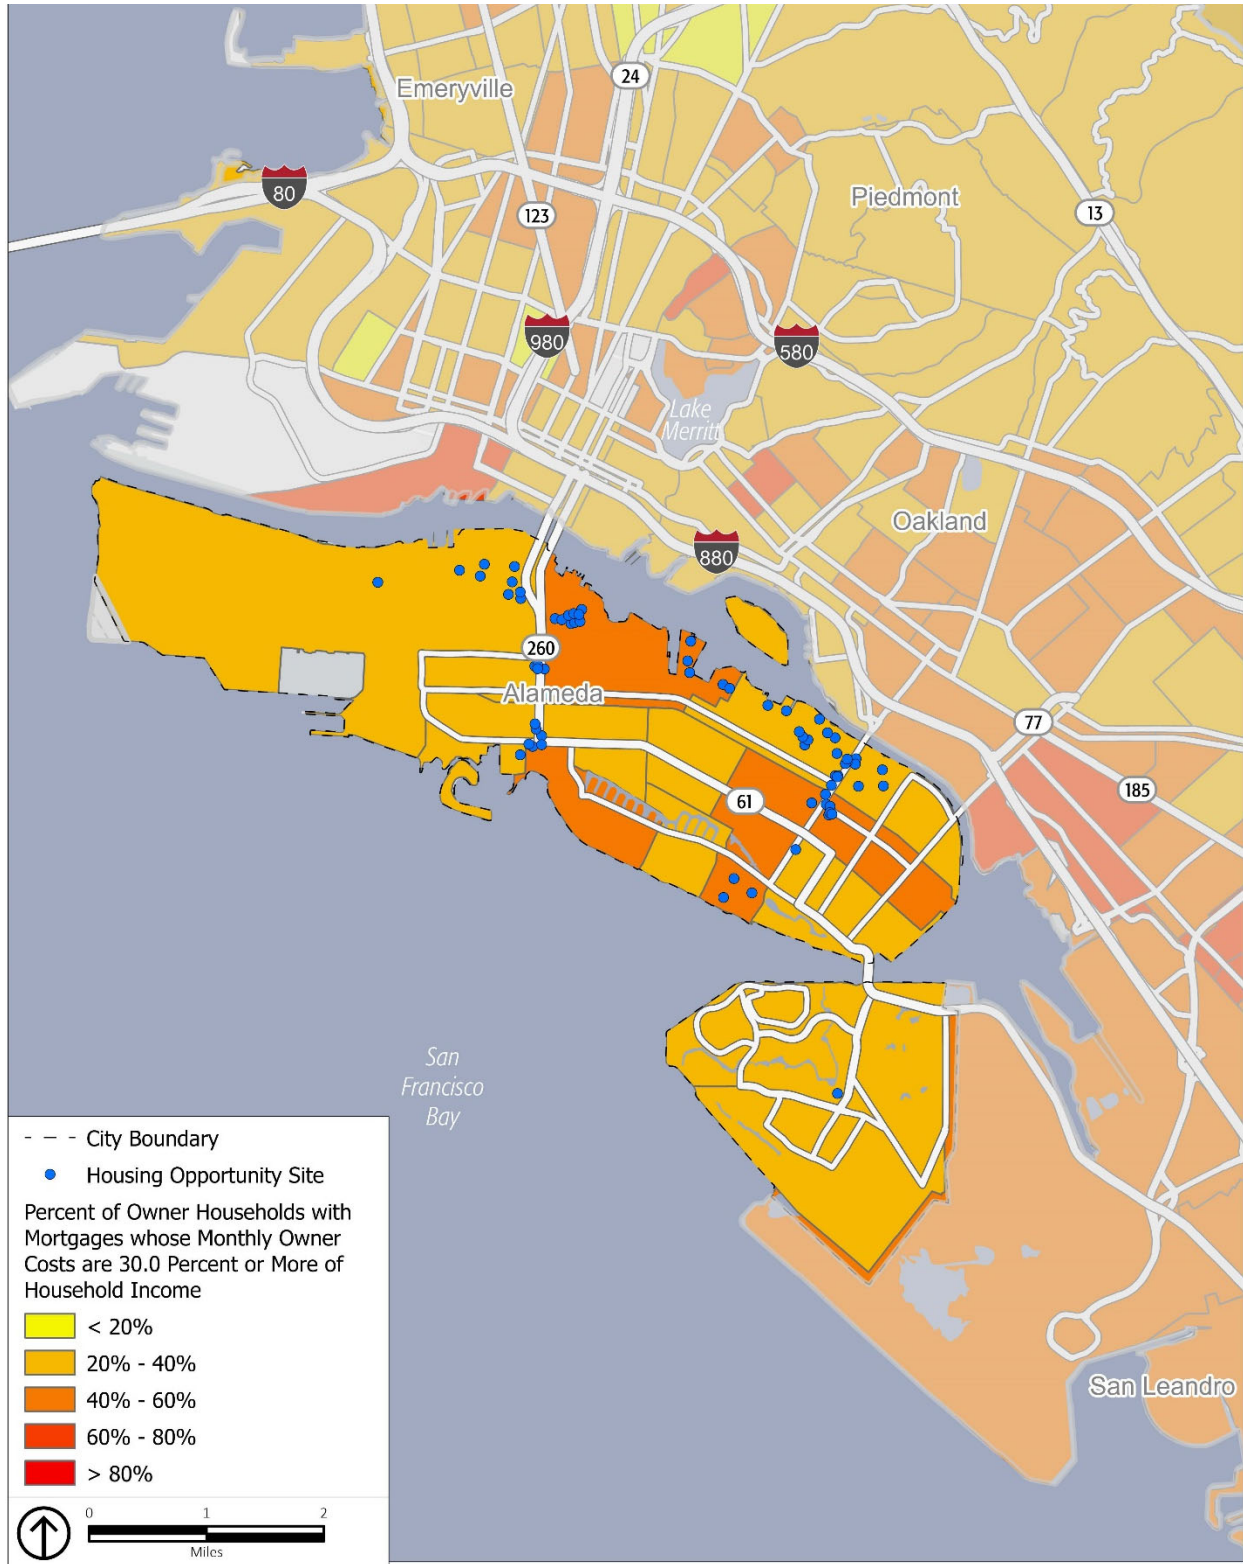 24
Emeryville
80
Piedmont
123
13
980
580
Lake
Merritt
Oakland
880
260
Alameda
77
185
61
San
Francisco
Bay
San Leandro
City Boundary
Housing Opportunity Site
Percent of Owner Households with
Mortgages whose Monthly Owner
Costs are 30.0 Percent or More of
Household Income
< 20%
20% - 40%
40% - 60%
60% - 80%
> 80%
0 1 2
Miles